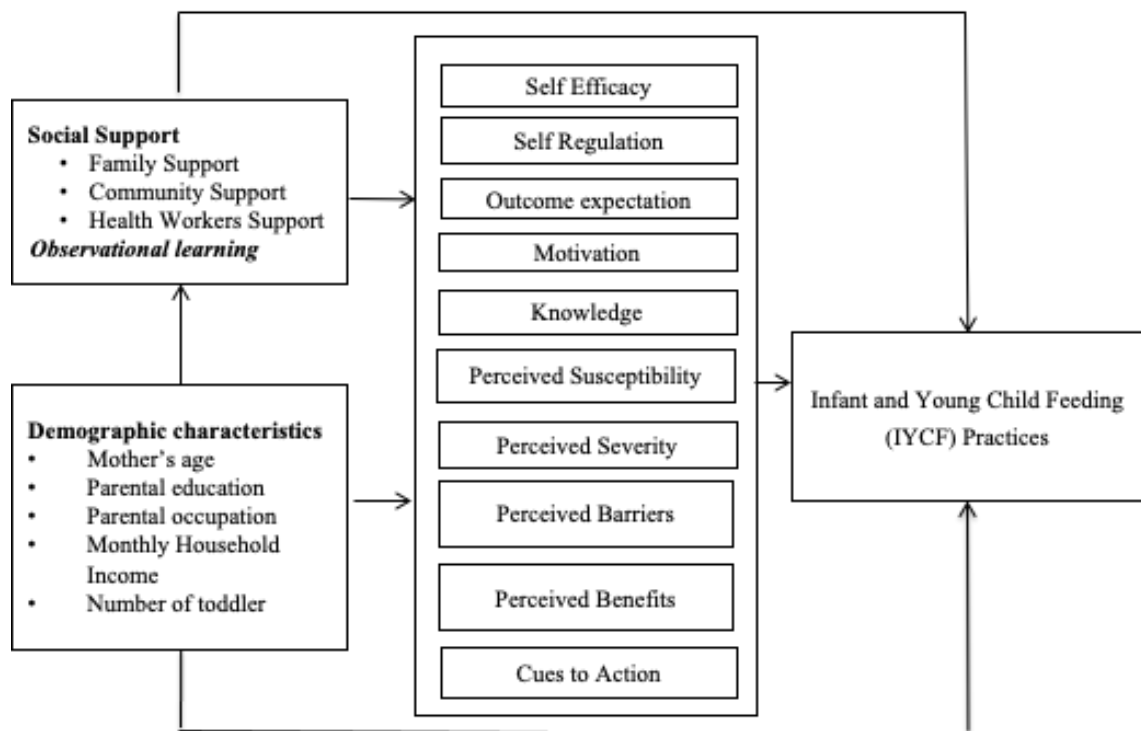 Social Support
• Family Support
• Community Support
• Health Workers Support
Observational learning
Demographic characteristics
• Mother's age
• Parental education
• Parental occupation
• Monthly Household
Income
• Number of toddler
Self Efficacy
Self Regulation
Outcome expectation
Motivation
Knowledge
Perceived Susceptibility
Perceived Severity
Perceived Barriers
Perceived Benefits
Cues to Action
Infant and Young Child Feeding
(IYCF) Practices